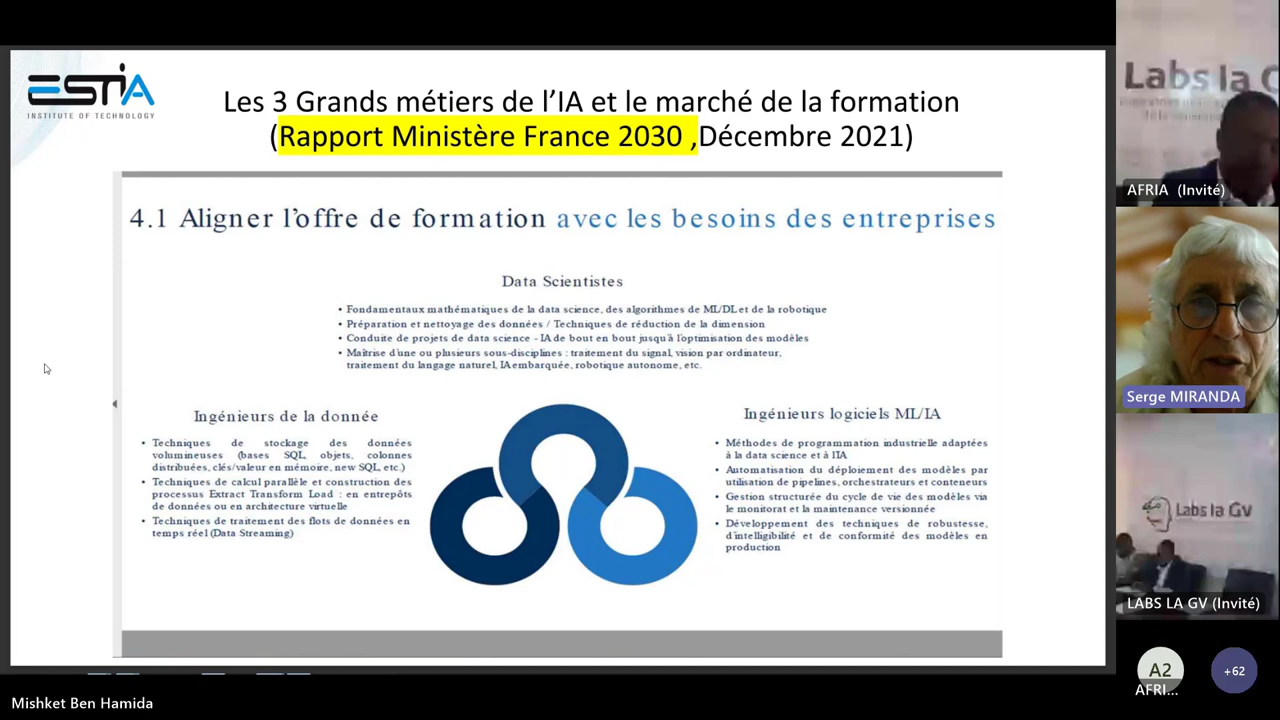 ESTIA
INSTITUTE OF TECHNOLOGY
Les 3 Grands métiers de l’IA et le marché de la formation
(Rapport Ministère France 2030 ,Décembre 2021)
4.1 Aligner l’offre de formation avec les besoins des entreprises
Data Scientistes
• Fondamentaux mathématiques de la data science, des algorithmes de ML/DL et de la robotique
• Préparation et nettoyage des données / Techniques de réduction de la dimension
• Conduite de projets de data science - IA de bout en bout jusqu’à l’optimisation des modèles
• Maîtrise d’une ou plusieurs sous-disciplines : traitement du signal, vision par ordinateur,
traitement du langage naturel, IA embarquée, robotique autonome, etc.
Ingénieurs de la donnée
• Techniques de stockage des données
volumineuses (bases SQL, objets, colonnes
distribuées, clés/valeur en mémoire, new SQL, etc.)
• Techniques de calcul parallèle et construction des
processus Extract Transform Load : en entrepôts
de données ou en architecture virtuelle
• Techniques de traitement des flots de données en
temps réel (Data Streaming)
Ingénieurs logiciels ML/IA
• Méthodes de programmation industrielle adaptées
à la data science et à l’IA
• Automatisation du déploiement des modèles par
utilisation de pipelines, orchestrateurs et conteneurs
• Gestion structurée du cycle de vie des modèles via
le monitorat et la maintenance versionnée
• Développement des techniques de robustesse,
d’intelligibilité et de conformité des modèles en
production
Labs la G
AFRIA (Invité)
Serge MIRANDA
Labs la GV
LABS LA GV (Invité)
A2
AFRI...
+62
Mishket Ben Hamida